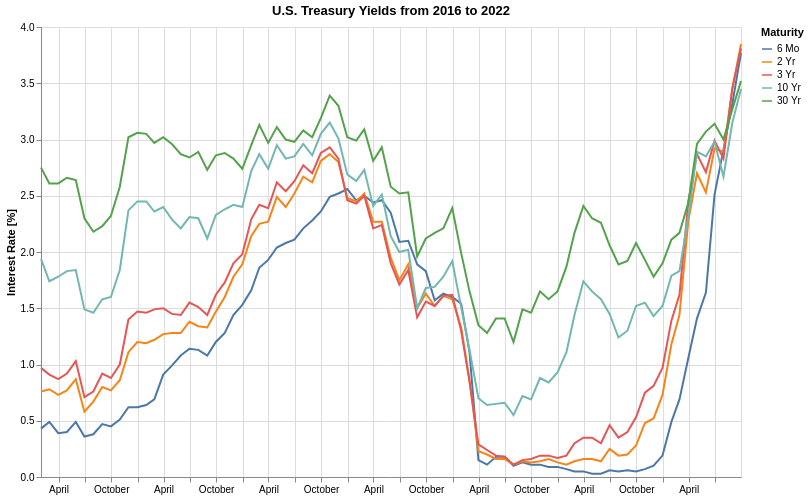 U.S. Treasury Yields from 2016 to 2022
Maturity
6 Mo
2 Yr
3 Yr
10 Yr
30 Yr
Interest Rate [%]
4.0
3.5
3.0
2.5
2.0
1.5
1.0
0.5
0.0
April October April October April October April October April October April October April